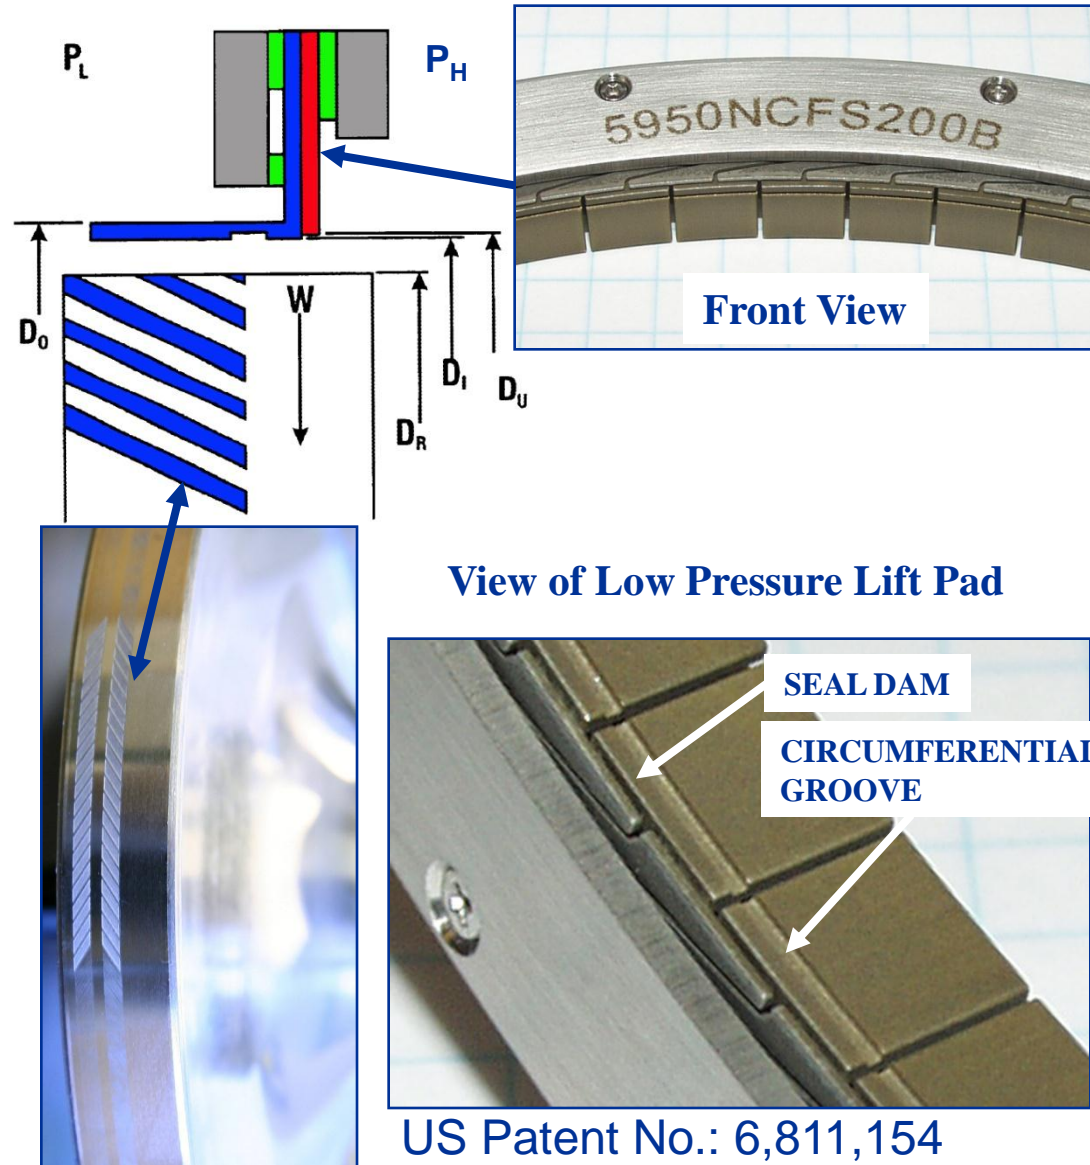 P_L
P_H
5950NCFS200B
Front View
W
D_O
D_I
D_U
D_R
View of Low Pressure Lift Pad
SEAL DAM
CIRCUMFERENTIAL
GROOVE
US Patent No.: 6,811,154